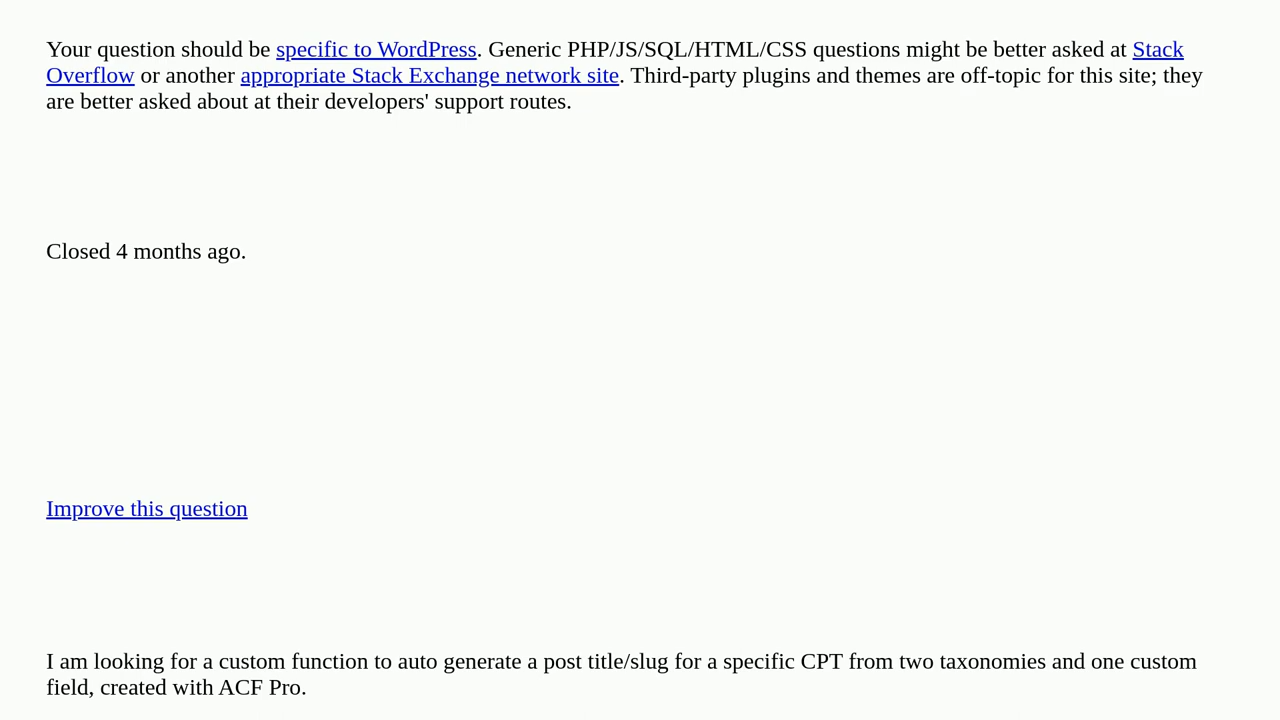 Your question should be specific to WordPress. Generic PHP/JS/SQL/HTML/CSS questions might be better asked at Stack
Overflow or another appropriate Stack Exchange network site. Third-party plugins and themes are off-topic for this site; they
are better asked about at their developers' support routes.
Closed 4 months ago.
Improve this question
I am looking for a custom function to auto generate a post title/slug for a specific CPT from two taxonomies and one custom
field, created with ACF Pro.